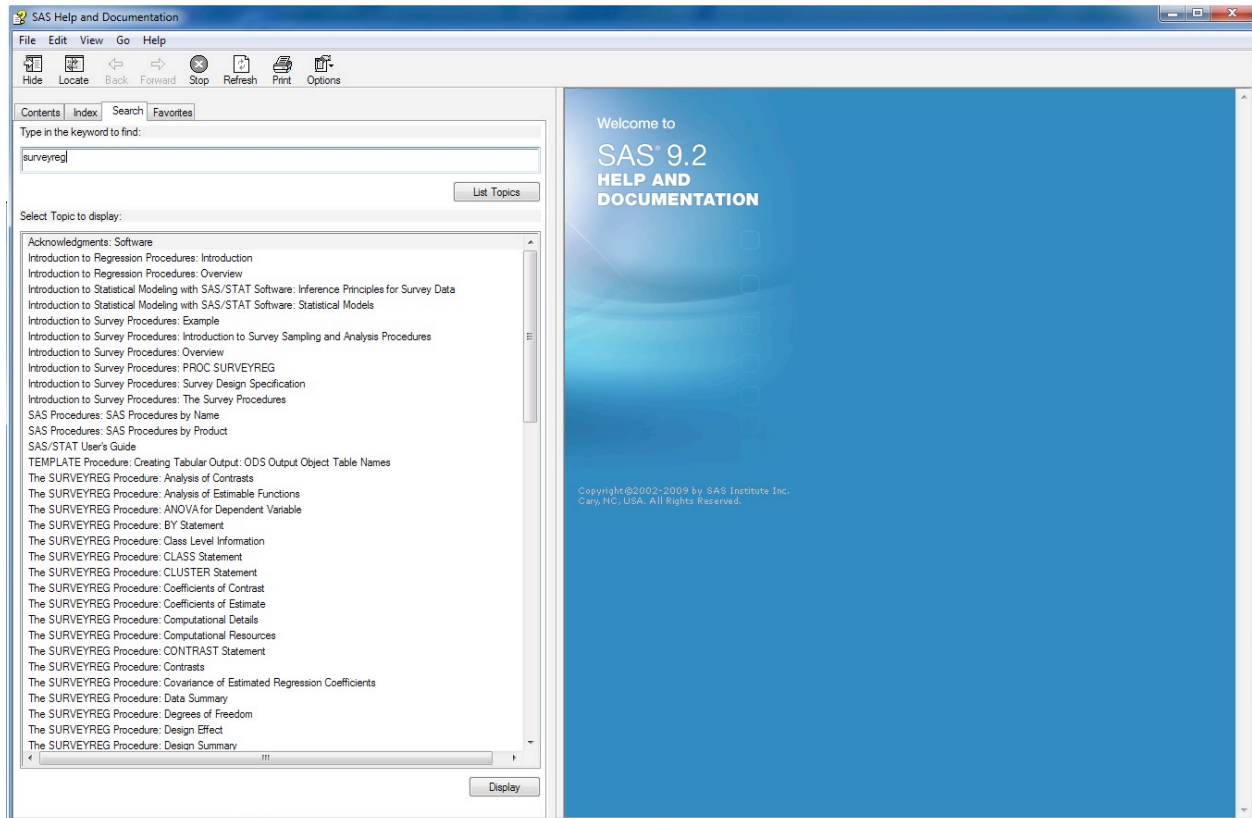 SAS Help and Documentation
File Edit View Go Help
Hide Locate Back Forward Stop Refresh Print Options
Contents Index Search Favorites
Type in the keyword to find:
surveyreg
List Topics
Select Topic to display:
Acknowledgments: Software
Introduction to Regression Procedures: Introduction
Introduction to Regression Procedures: Overview
Introduction to Statistical Modeling with SAS/STAT Software: Inference Principles for Survey Data
Introduction to Statistical Modeling with SAS/STAT Software: Statistical Models
Introduction to Survey Procedures: Example
Introduction to Survey Procedures: Introduction to Survey Sampling and Analysis Procedures
Introduction to Survey Procedures: Overview
Introduction to Survey Procedures: PROC SURVEYREG
Introduction to Survey Procedures: Survey Design Specification
Introduction to Survey Procedures: The Survey Procedures
SAS Procedures: SAS Procedures by Name
SAS Procedures: SAS Procedures by Product
SAS/STAT User's Guide
TEMPLATE Procedure: Creating Tabular Output: ODS Output Object Table Names
The SURVEYREG Procedure: Analysis of Contrasts
The SURVEYREG Procedure: Analysis of Estimable Functions
The SURVEYREG Procedure: ANOVA for Dependent Variable
The SURVEYREG Procedure: BY Statement
The SURVEYREG Procedure: Class Level Information
The SURVEYREG Procedure: CLASS Statement
The SURVEYREG Procedure: CLUSTER Statement
The SURVEYREG Procedure: Coefficients of Contrast
The SURVEYREG Procedure: Coefficients of Estimate
The SURVEYREG Procedure: Computational Details
The SURVEYREG Procedure: Computational Resources
The SURVEYREG Procedure: CONTRAST Statement
The SURVEYREG Procedure: Contrasts
The SURVEYREG Procedure: Covariance of Estimated Regression Coefficients
The SURVEYREG Procedure: Data Summary
The SURVEYREG Procedure: Degrees of Freedom
The SURVEYREG Procedure: Design Effect
The SURVEYREG Procedure: Design Summary
Display
Welcome to
SAS® 9.2
HELP AND
DOCUMENTATION
Copyright©2002-2009 by SAS Institute Inc.
Cary, NC, USA. All Rights Reserved.